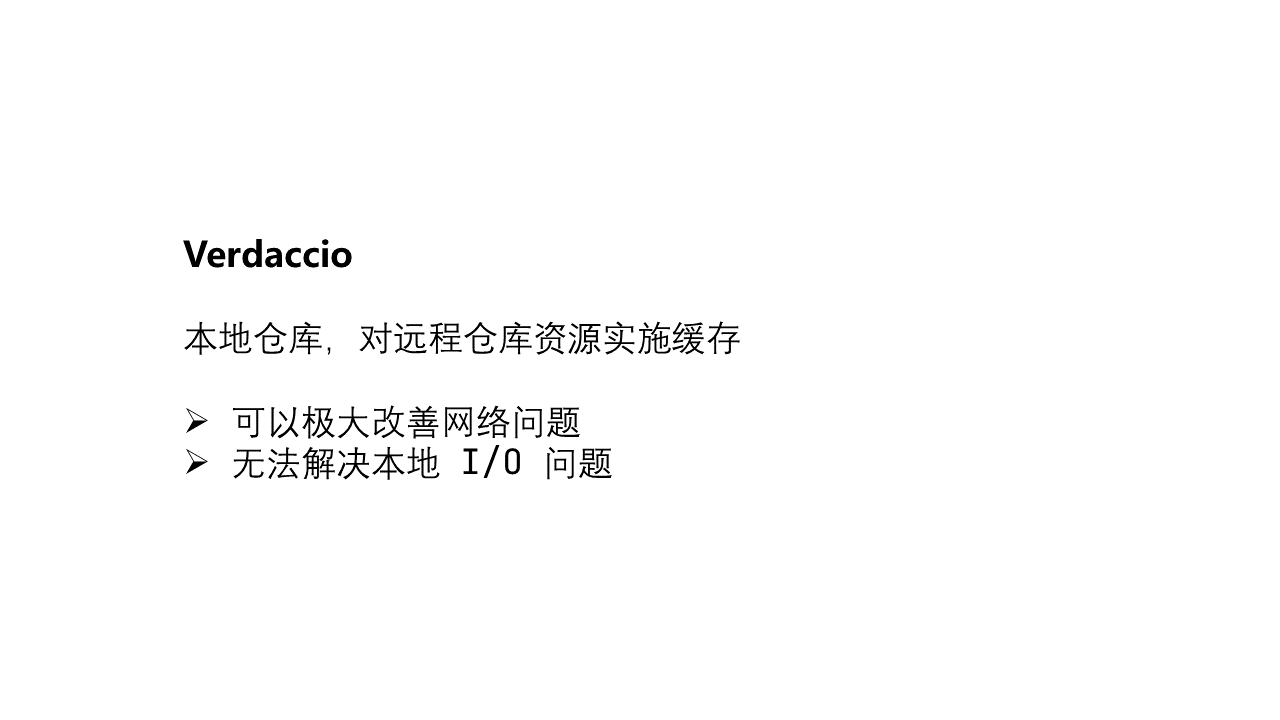 Verdaccio
本地仓库，对远程仓库资源实施缓存
➢ 可以极大改善网络问题
➢ 无法解决本地 I/O 问题